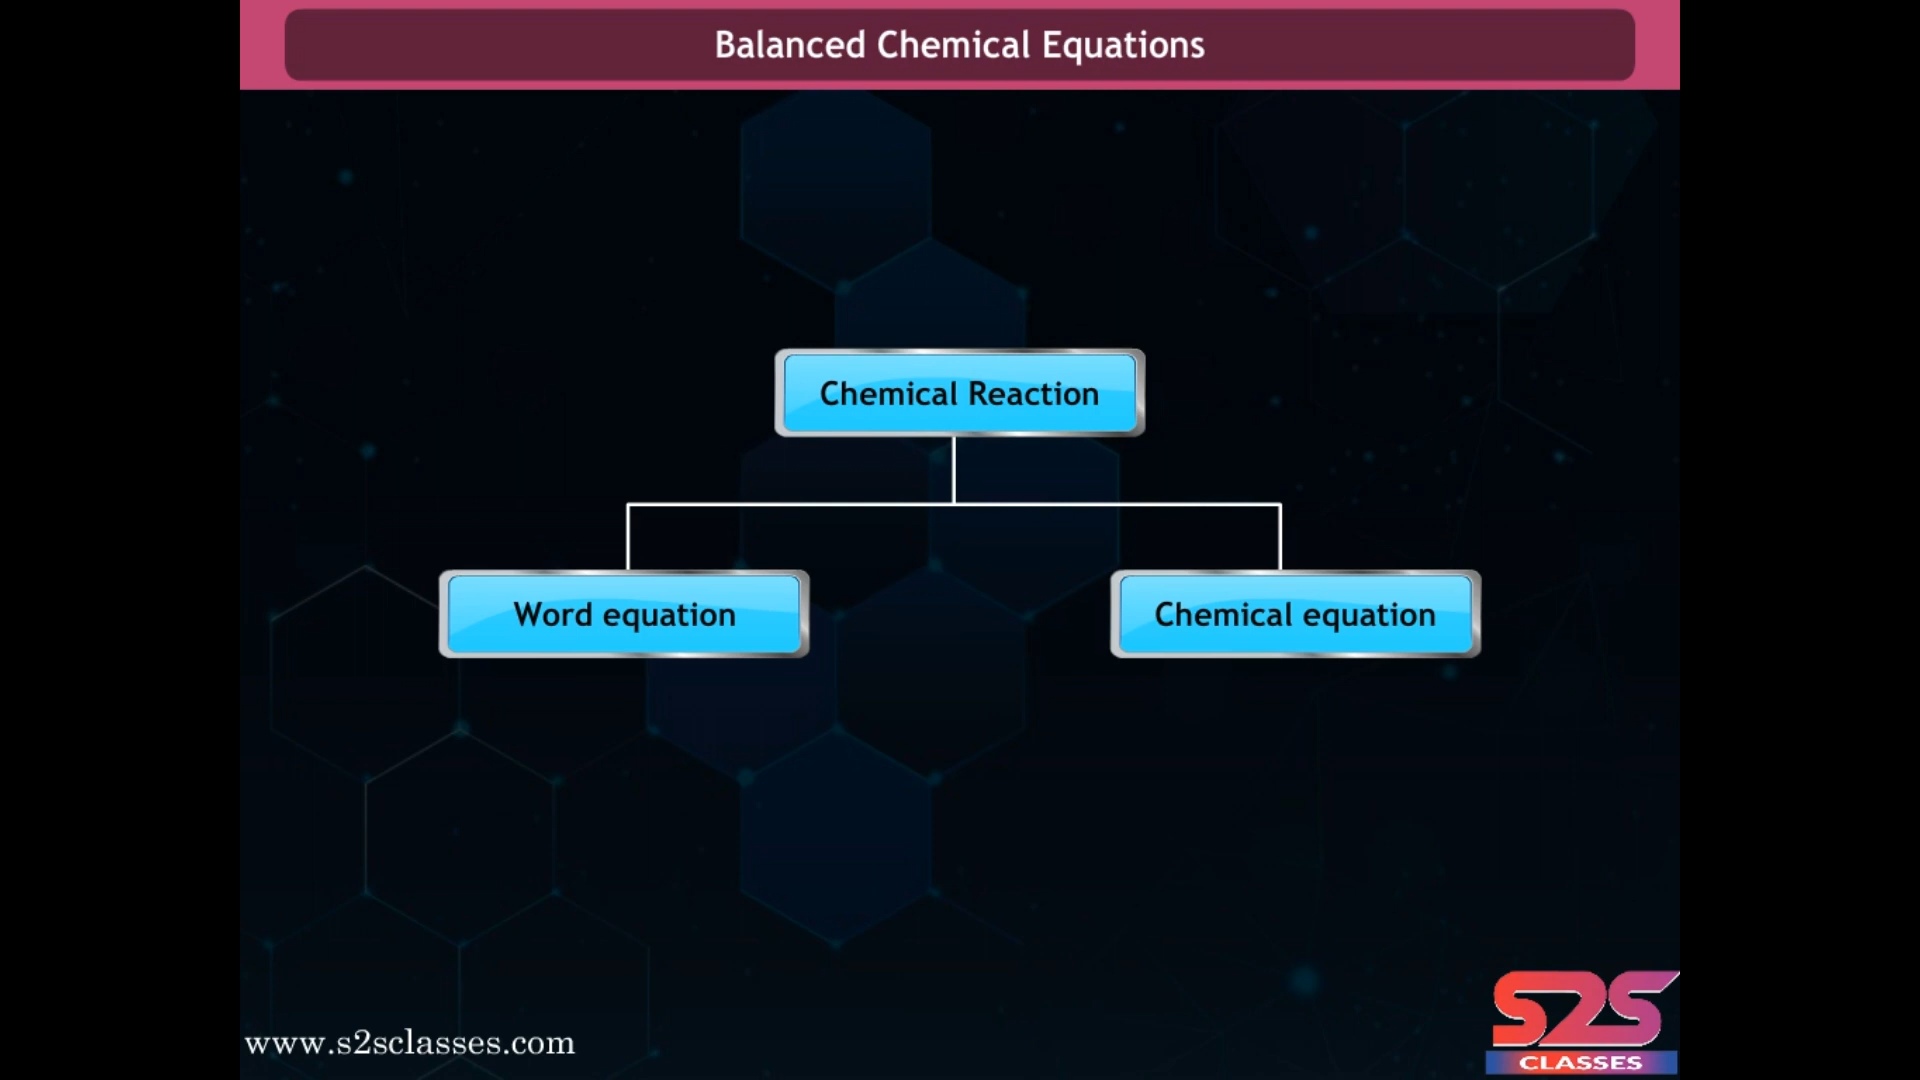 Balanced Chemical Equations
Chemical Reaction
Word equation
Chemical equation
www.s2sclasses.com
S2S
CLASSES